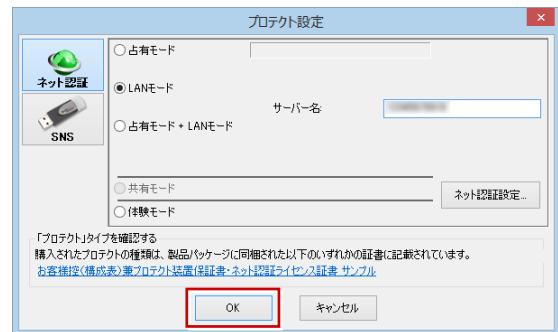 プロテクト設定
ネット認証
SNS
占有モード
LANモード
サーバー名:
占有モード + LANモード
共有モード
ネット認証設定...
体験モード
「プロテクト」タイプを確認する
購入されたプロテクトの種類は、製品パッケージに同梱された以下のいずれかの証書に記載されています。
お客様控(構成表)兼プロテクト装置保証書・ネット認証ライセンス証書 サンプル
OK
キャンセル